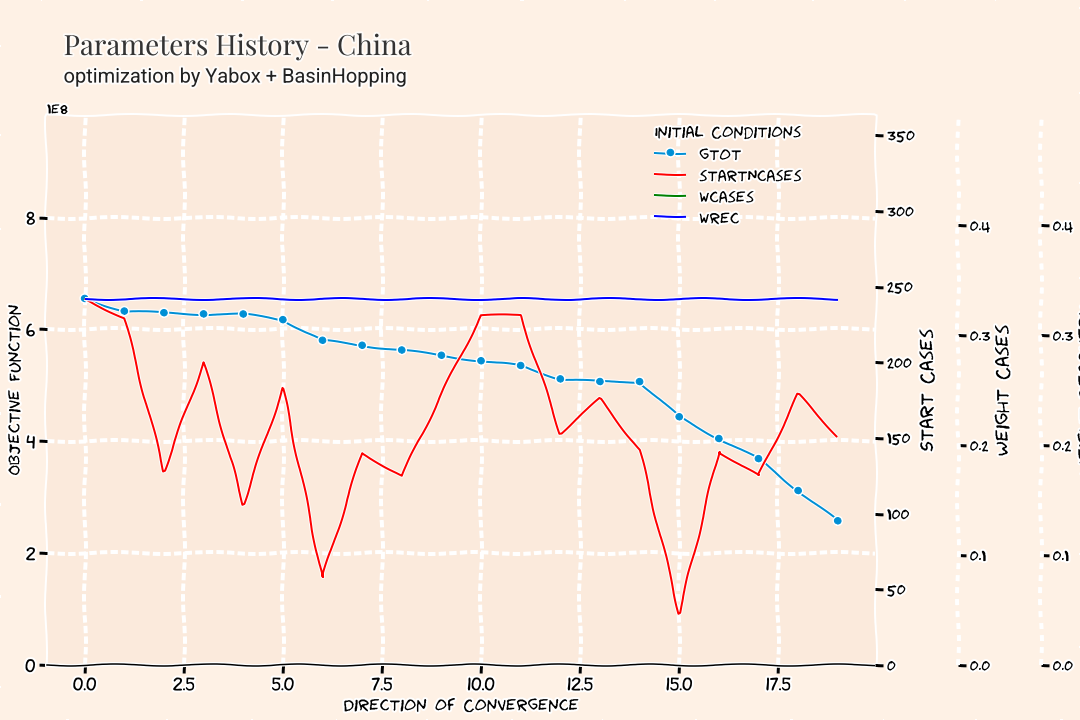 Parameters History - China
optimization by Yabox + BasinHopping
1E8
INITIAL CONDITIONS
GTOT
STARTNCASES
WCASES
WREC
OBJECTIVE FUNCTION
8
6
4
2
0
0.0 2.5 5.0 7.5 10.0 12.5 15.0 17.5
DIRECTION OF CONVERGENCE
350
300
250
200
150
100
50
0
START CASES
0.4
0.3
0.2
0.1
0.0
WEIGHT CASES
0.4
0.3
0.2
0.1
0.0